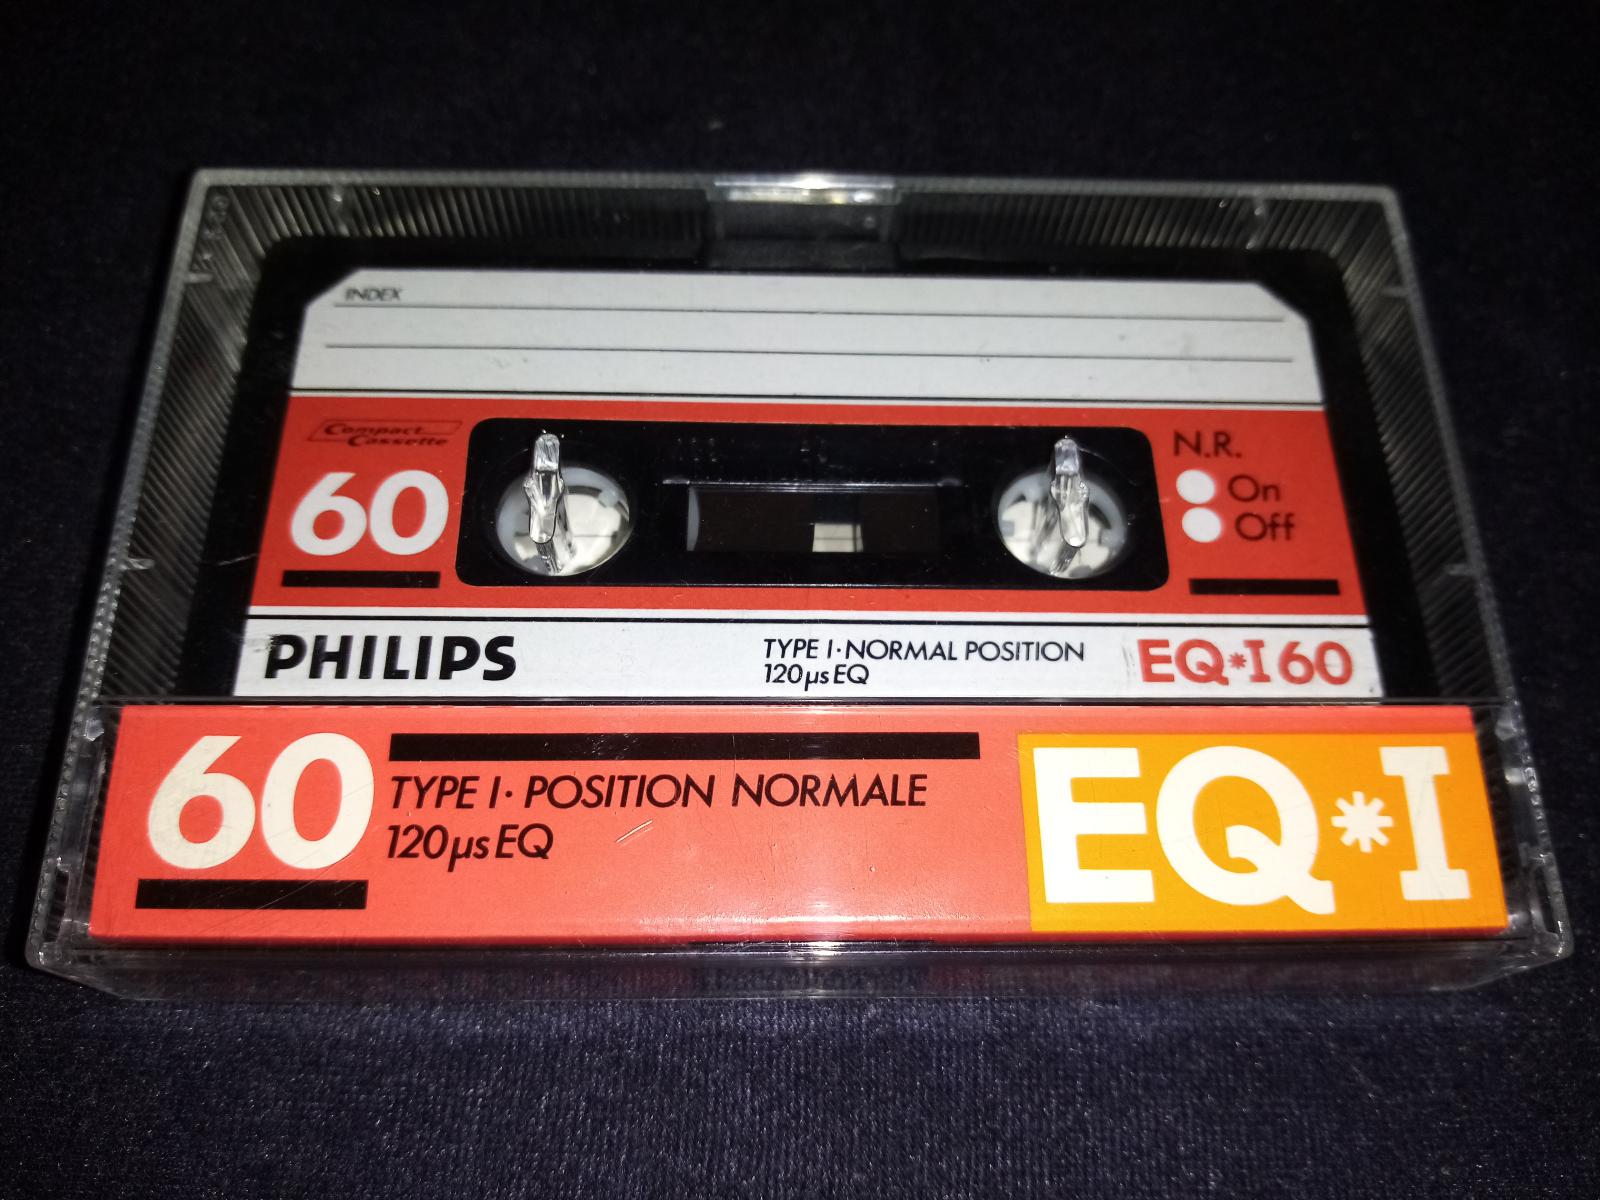 INDEX
Compact
Cassette
60
N.R.
On
Off
PHILIPS
TYPE I·NORMAL POSITION
120µs EQ
EQ*I 60
60
TYPE I· POSITION NORMALE
120µs EQ
EQ*I